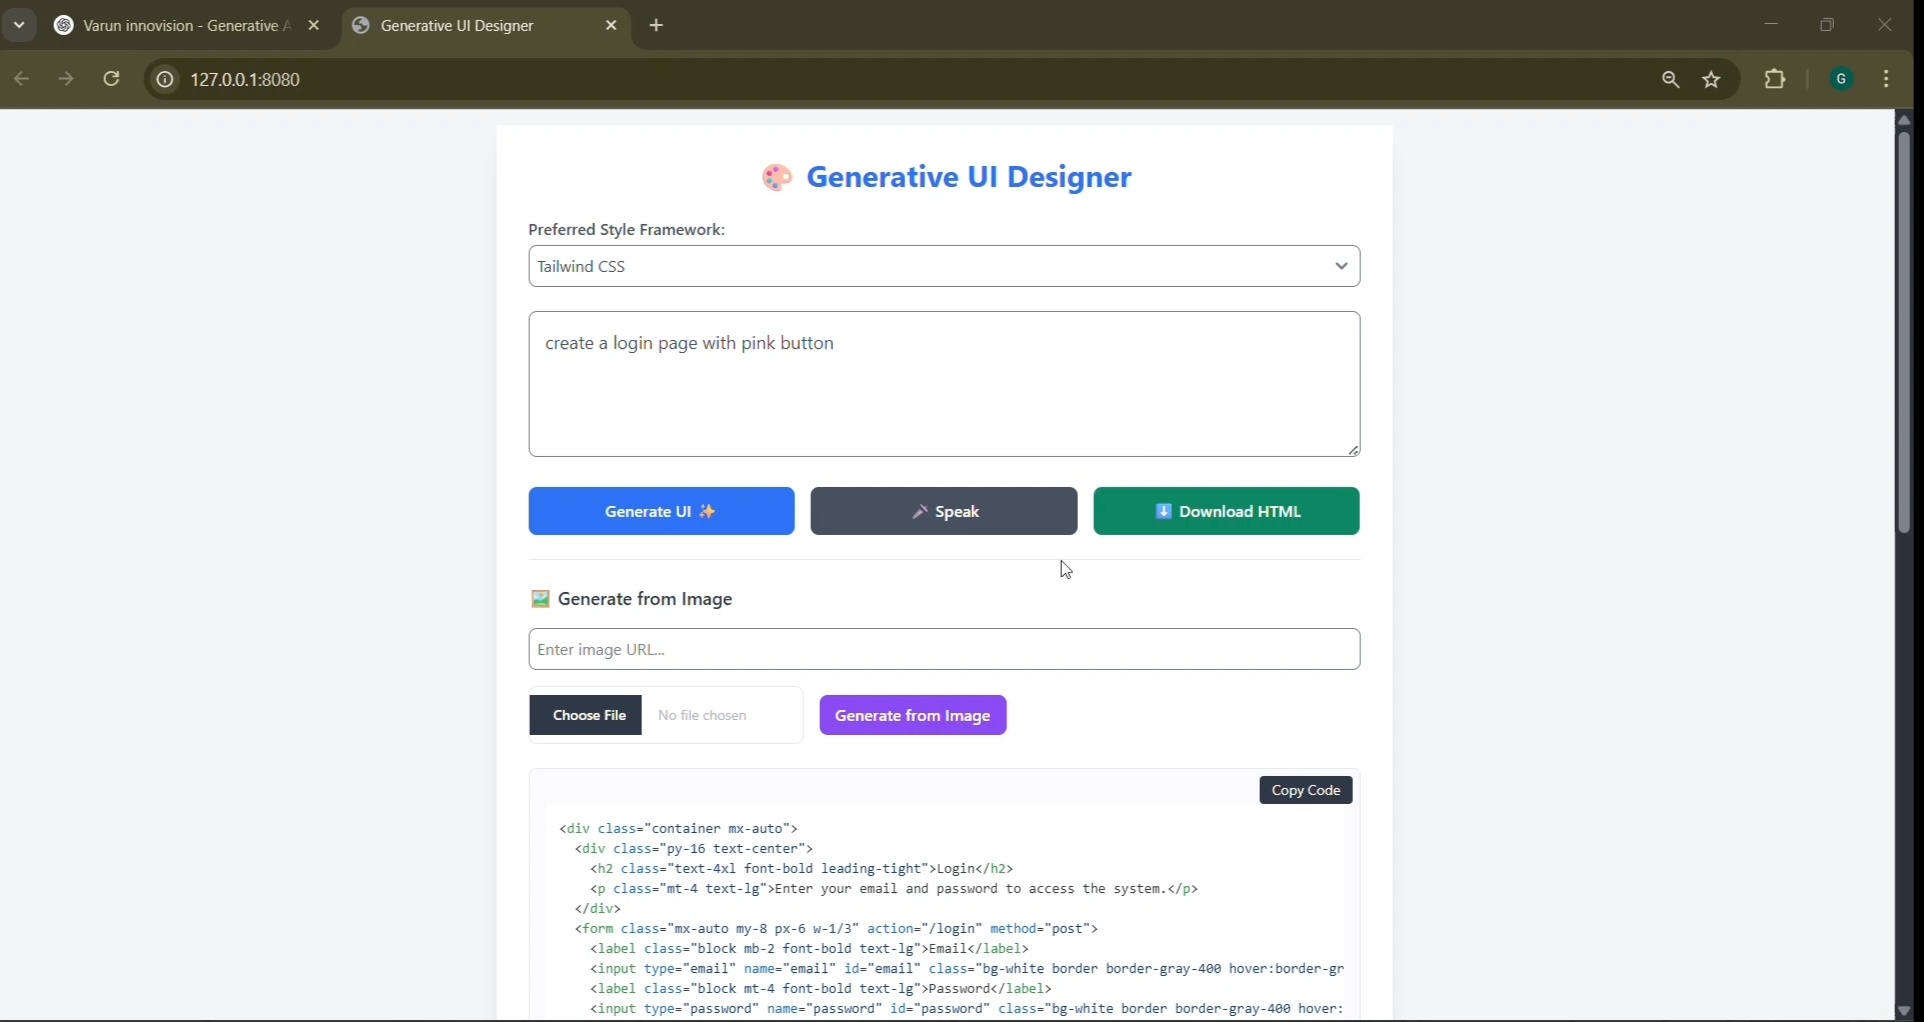 Varun innovision - Generative A
Generative UI Designer
127.0.0.1:8080
G
Generative UI Designer
Preferred Style Framework:
Tailwind CSS
create a login page with pink button
Generate UI
Speak
Download HTML
Generate from Image
Enter image URL...
Choose File No file chosen
Generate from Image
Copy Code
<div class="container mx-auto">
<div class="py-16 text-center">
<h2 class="text-4xl font-bold leading-tight">Login</h2>
<p class="mt-4 text-lg">Enter your email and password to access the system.</p>
</div>
<form class="mx-auto my-8 px-6 w-1/3" action="/login" method="post">
<label class="block mb-2 font-bold text-lg">Email</label>
<input type="email" name="email" id="email" class="bg-white border border-gray-400 hover:border-gr
<label class="block mt-4 font-bold text-lg">Password</label>
<input type="password" name="password" id="password" class="bg-white border border-gray-400 hover: